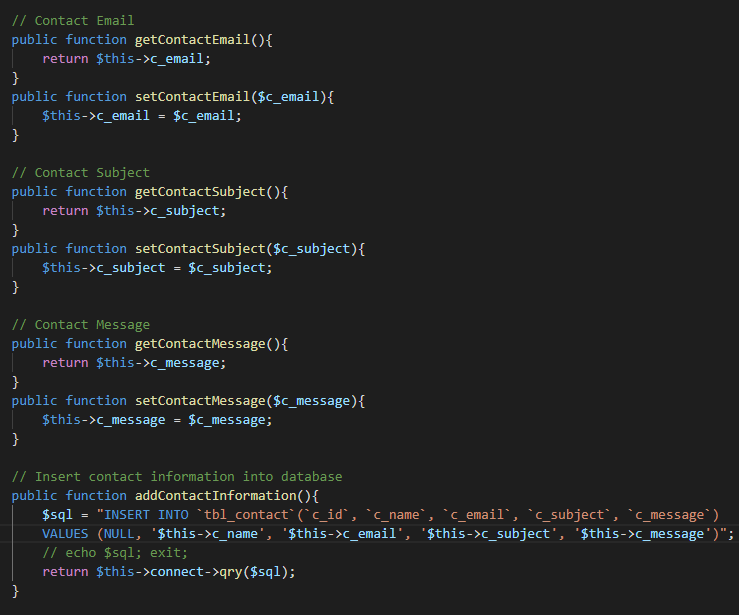 // Contact Email
public function getContactEmail(){
    return $this->c_email;
}
public function setContactEmail($c_email){
    $this->c_email = $c_email;
}

// Contact Subject
public function getContactSubject(){
    return $this->c_subject;
}
public function setContactSubject($c_subject){
    $this->c_subject = $c_subject;
}

// Contact Message
public function getContactMessage(){
    return $this->c_message;
}
public function setContactMessage($c_message){
    $this->c_message = $c_message;
}

// Insert contact information into database
public function addContactInformation(){
    $sql = "INSERT INTO `tbl_contact`(`c_id`, `c_name`, `c_email`, `c_subject`, `c_message`)
    VALUES (NULL, '$this->c_name', '$this->c_email', '$this->c_subject', '$this->c_message')";
    // echo $sql; exit;
    return $this->connect->qry($sql);
}